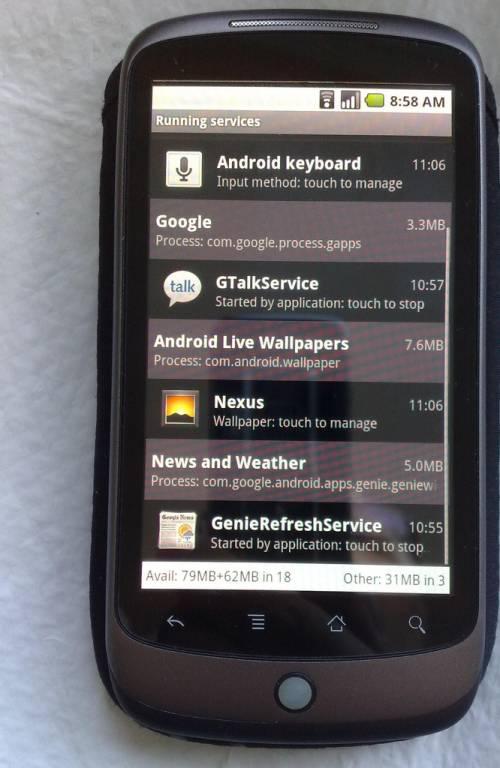 8:58 AM
Running services
Android keyboard 11:06
Input method: touch to manage
Google 3.3MB
Process: com.google.process.gapps
talk
GTalkService 10:57
Started by application: touch to stop
Android Live Wallpapers 7.6MB
Process: com.android.wallpaper
Nexus 11:06
Wallpaper: touch to manage
News and Weather 5.0MB
Process: com.google.android.apps.genie.geniewi
Google News
GenieRefreshService 10:55
Started by application: touch to stop
Avail: 79MB+62MB in 18 Other: 31MB in 3